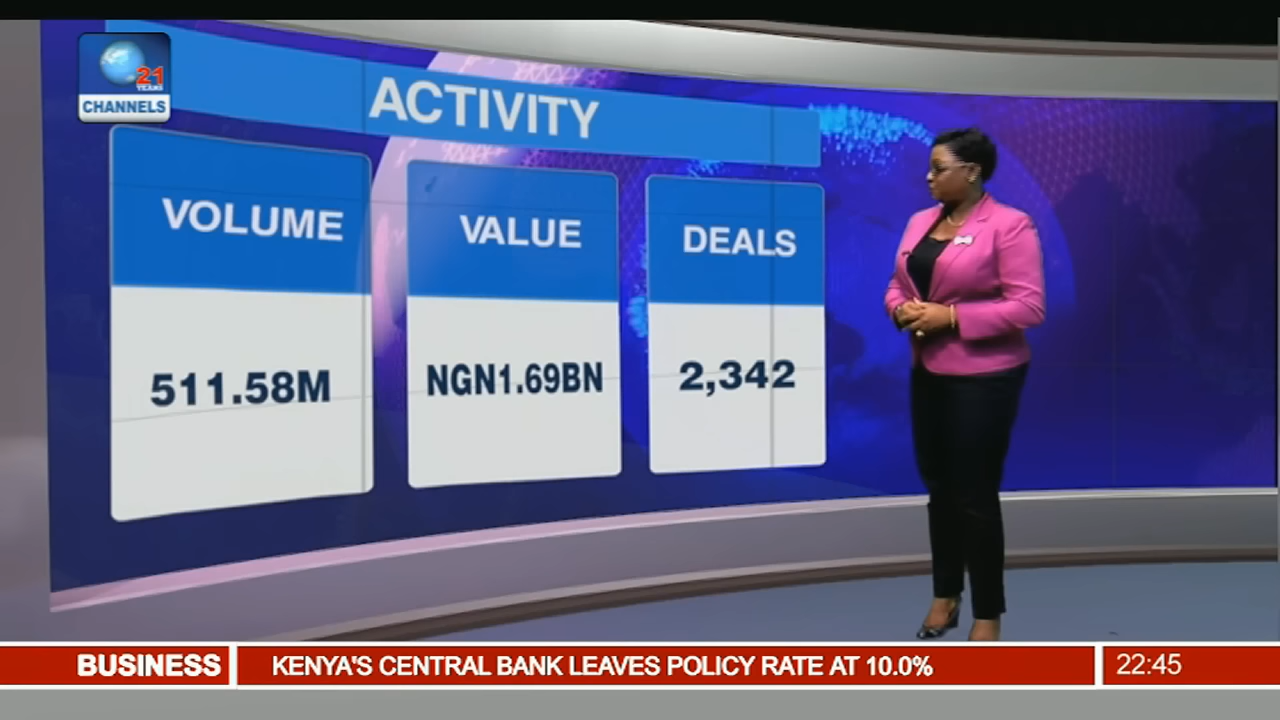 21
YEARS
CHANNELS
ACTIVITY
VOLUME
VALUE
DEALS
511.58M
NGN1.69BN
2,342
BUSINESS
KENYA'S CENTRAL BANK LEAVES POLICY RATE AT 10.0%
22:45